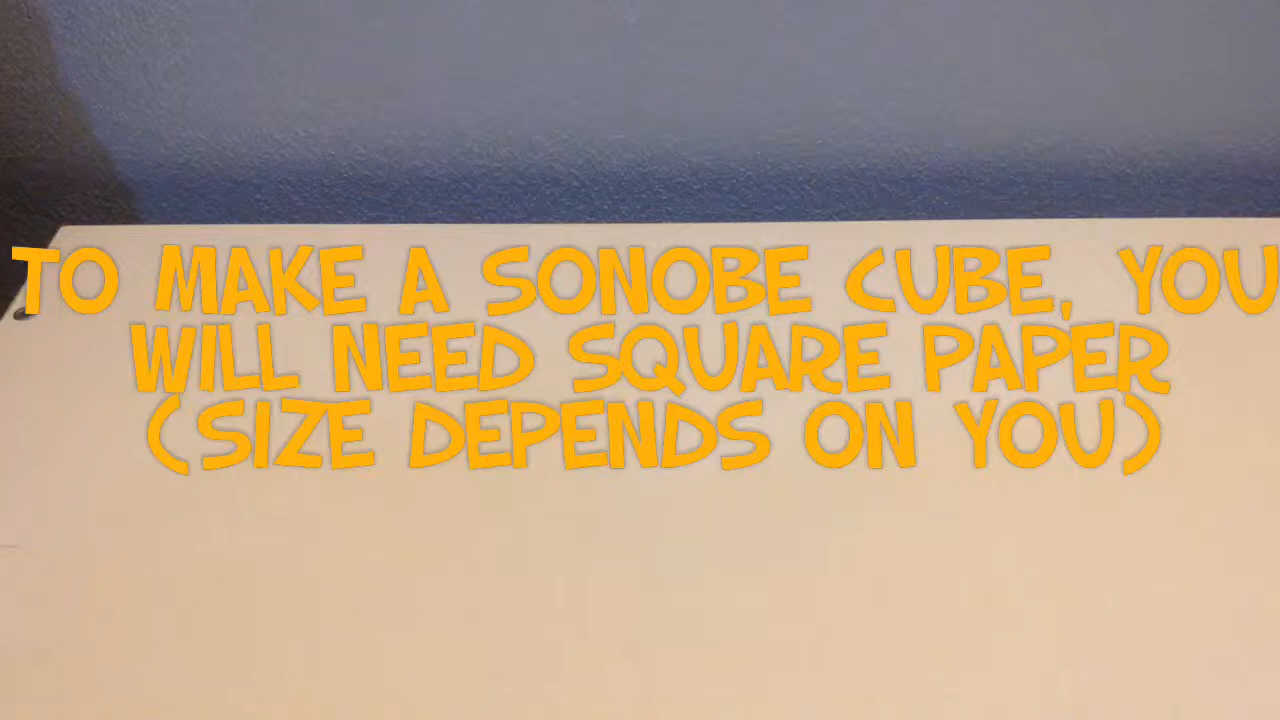 TO MAKE A SONOBE CUBE, YOU
WILL NEED SQUARE PAPER
(SIZE DEPENDS ON YOU)